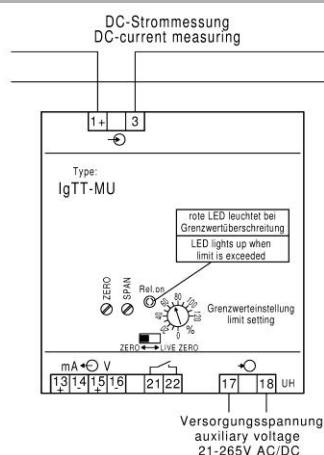 DC-Strommessung
DC-current measuring
1+ 3
Type:
IgTT-MU
rote LED leuchtet bei
Grenzwertüberschreitung
LED lights up when
limit is exceeded
ZERO
SPAN
Rel.on
0 20 40 60 80 100 120 %
Grenzwerteinstellung
limit setting
ZERO LIVE ZERO
mA V
13 14 15 16 21 22 17 18 UH
+ - + -
Versorgungsspannung
auxiliary voltage
21-265V AC/DC